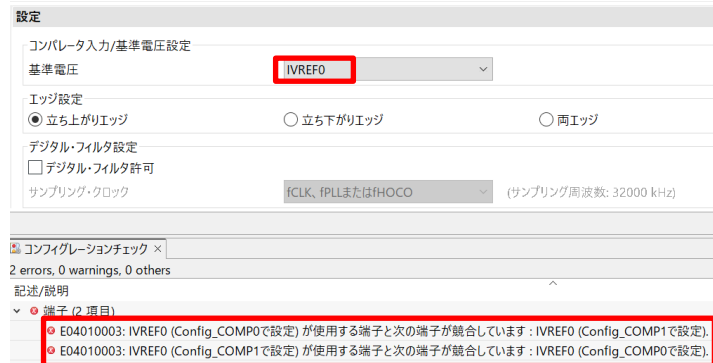 設定
コンパレータ入力/基準電圧設定
基準電圧 IVREF0
エッジ設定
立ち上がりエッジ 立ち下がりエッジ 両エッジ
デジタル・フィルタ設定
デジタル・フィルタ許可
サンプリング・クロック fCLK、fPLLまたはfHOCO (サンプリング周波数: 32000 kHz)
コンフィグレーションチェック ×
2 errors, 0 warnings, 0 others
記述/説明
端子 (2 項目)
E04010003: IVREF0 (Config_COMP0で設定) が使用する端子と次の端子が競合しています : IVREF0 (Config_COMP1で設定).
E04010003: IVREF0 (Config_COMP1で設定) が使用する端子と次の端子が競合しています : IVREF0 (Config_COMP0で設定).